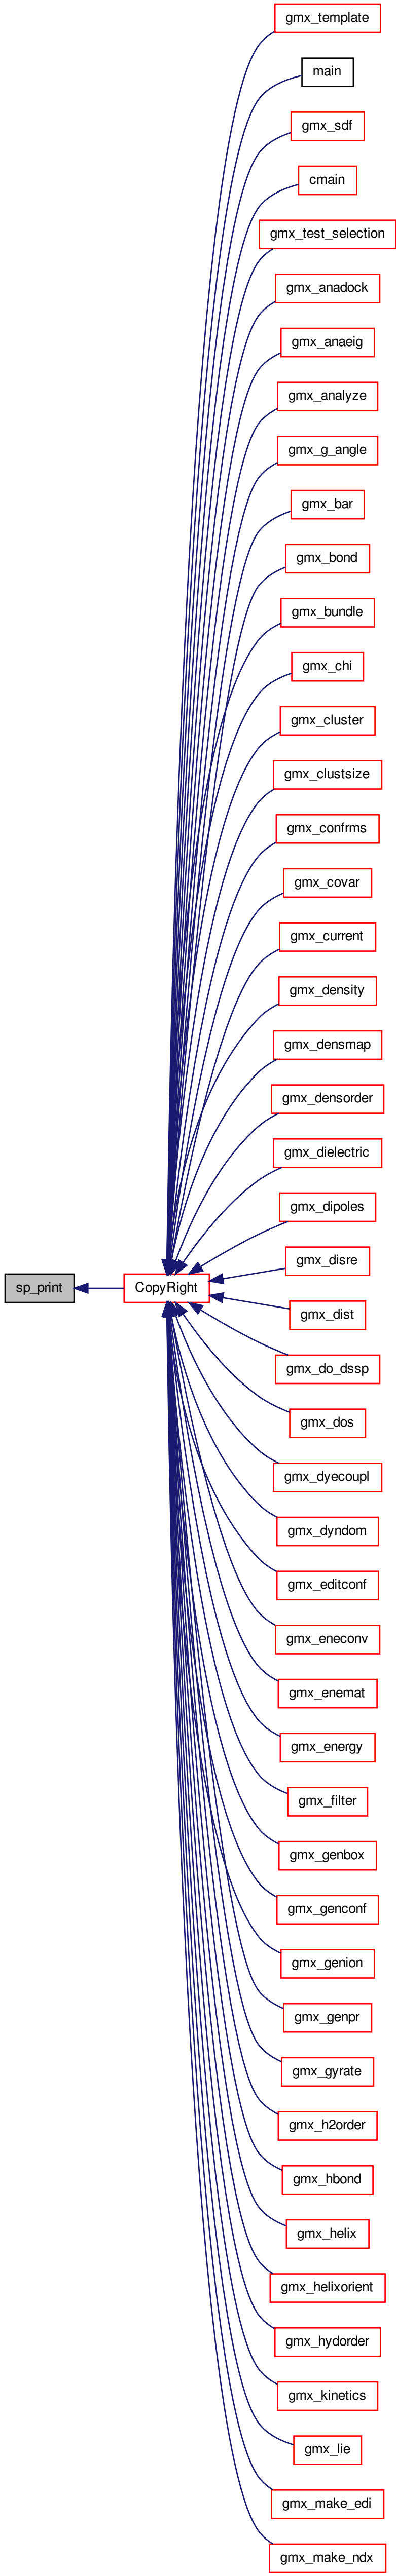 gmx_template
main
gmx_sdf
cmain
gmx_test_selection
gmx_anadock
gmx_anaeig
gmx_analyze
gmx_g_angle
gmx_bar
gmx_bond
gmx_bundle
gmx_chi
gmx_cluster
gmx_clustsize
gmx_confrms
gmx_covar
gmx_current
gmx_density
gmx_densmap
gmx_densorder
gmx_dielectric
gmx_dipoles
gmx_disre
sp_print
CopyRight
gmx_dist
gmx_do_dssp
gmx_dos
gmx_dyecoupl
gmx_dyndom
gmx_editconf
gmx_eneconv
gmx_enemat
gmx_energy
gmx_filter
gmx_genbox
gmx_genconf
gmx_genion
gmx_genpr
gmx_gyrate
gmx_h2order
gmx_hbond
gmx_helix
gmx_helixorient
gmx_hydorder
gmx_kinetics
gmx_lie
gmx_make_edi
gmx_make_ndx